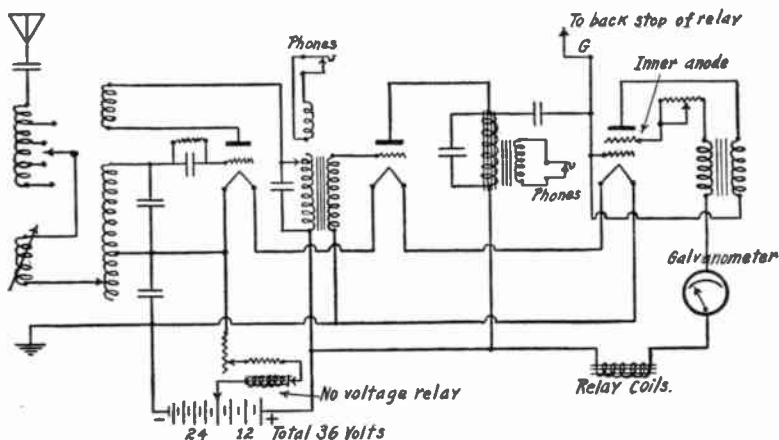 To back stop of relay
G
Phones
Inner anode
Phones
Galvanometer
Relay Coils.
No voltage relay
- 24 12 + Total 36 Volts